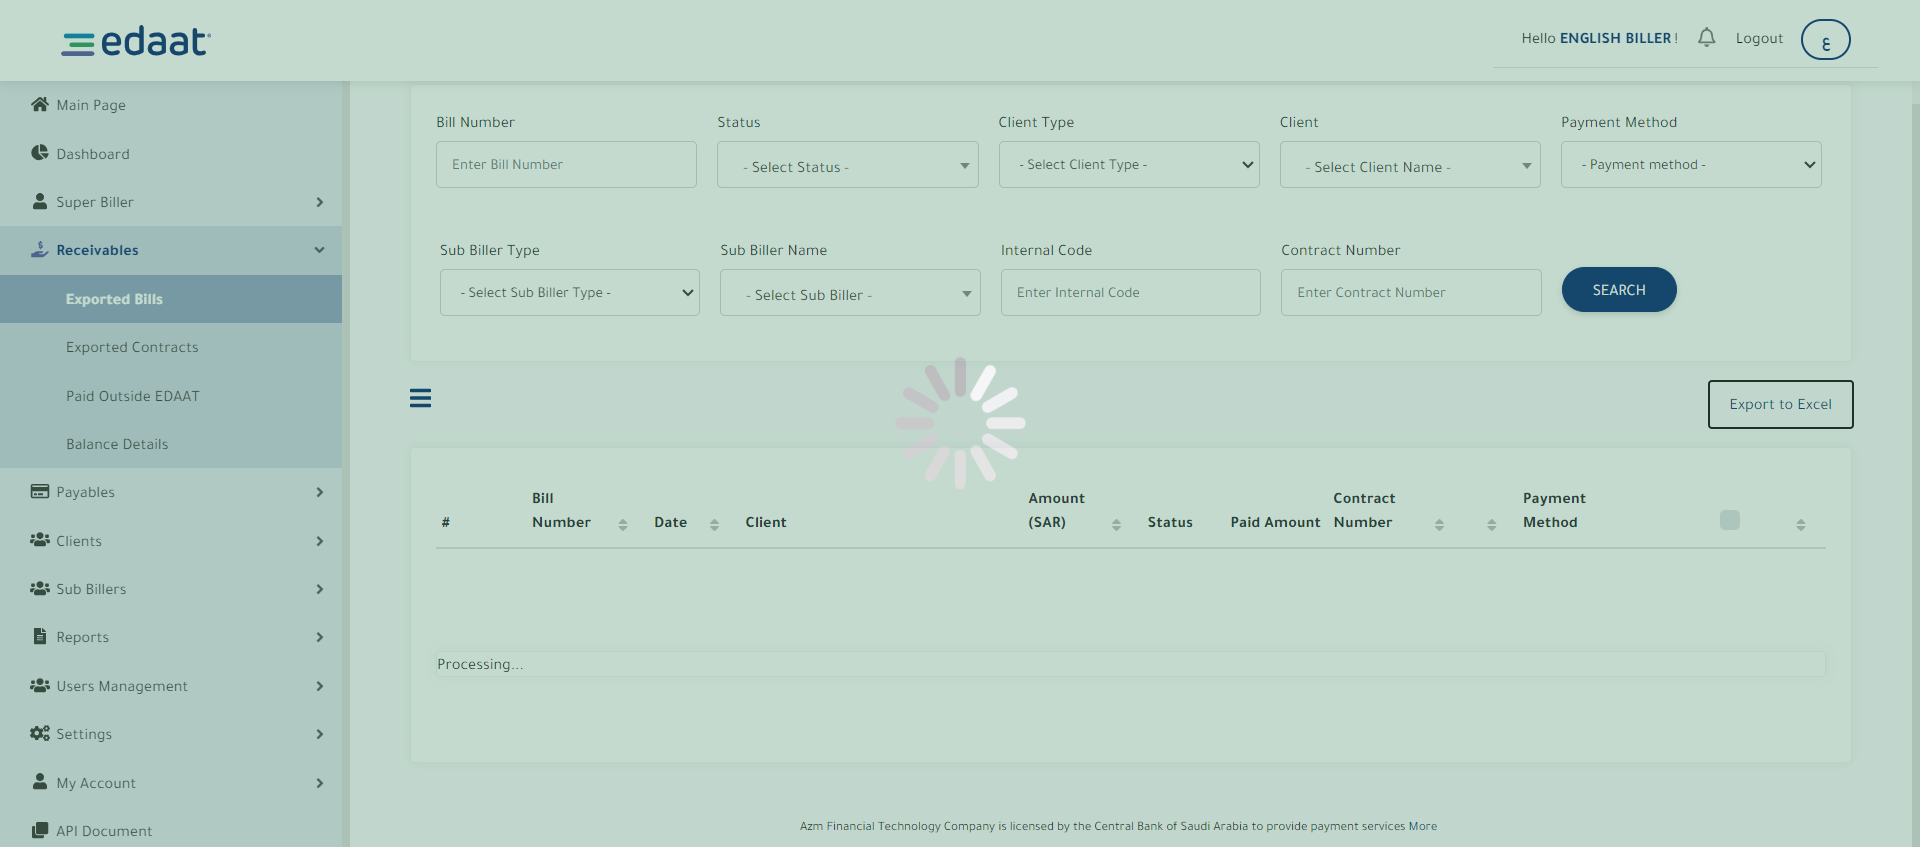 edaat
Hello ENGLISH BILLER !
Logout
ع
Main Page
Dashboard
Super Biller
Receivables
Exported Bills
Exported Contracts
Paid Outside EDAAT
Balance Details
Payables
Clients
Sub Billers
Reports
Users Management
Settings
My Account
API Document
Bill Number
Status
Client Type
Client
Payment Method
Enter Bill Number
- Select Status -
- Select Client Type -
- Select Client Name -
- Payment method -
Sub Biller Type
Sub Biller Name
Internal Code
Contract Number
- Select Sub Biller Type -
- Select Sub Biller -
Enter Internal Code
Enter Contract Number
SEARCH
Export to Excel
#
Bill
Number
Date
Client
Amount
(SAR)
Status
Paid Amount
Contract
Number
Payment
Method
Processing...
Azm Financial Technology Company is licensed by the Central Bank of Saudi Arabia to provide payment services More